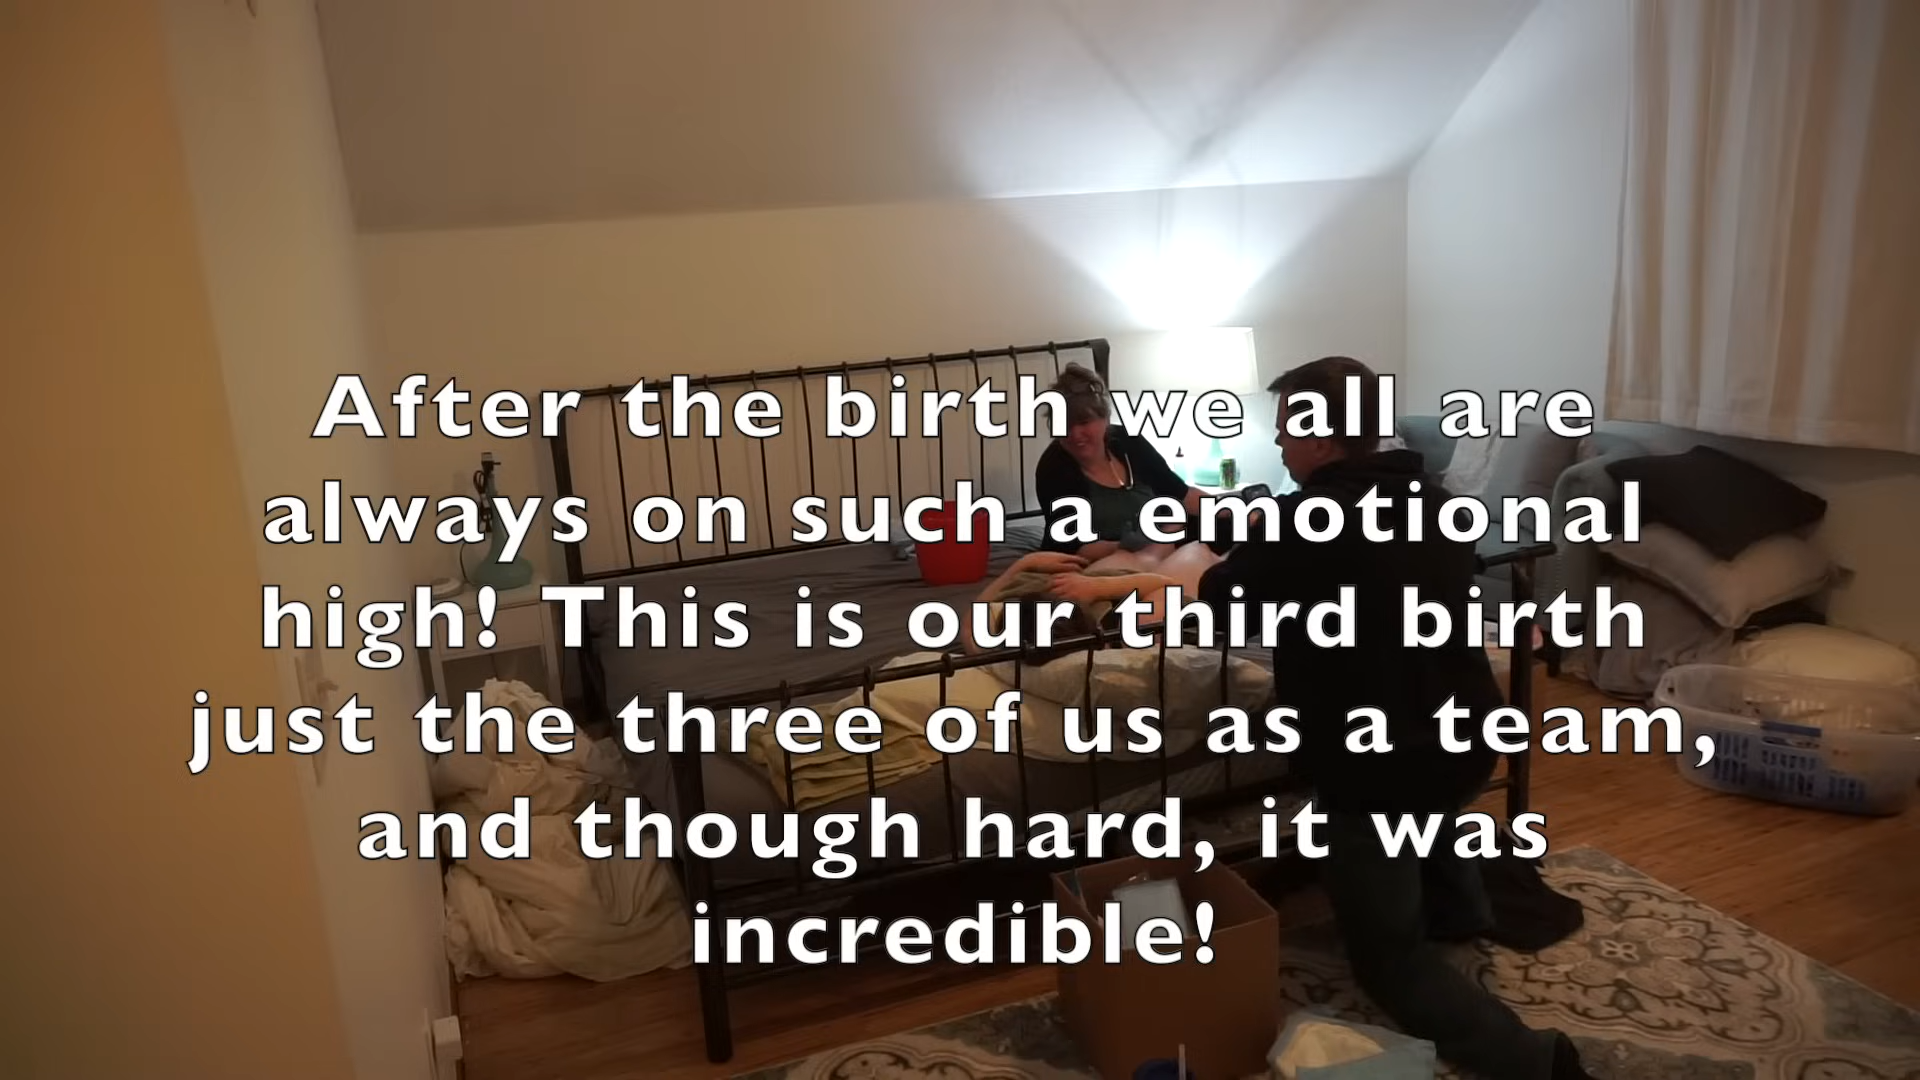 After the birth we all are
always on such a emotional
high! This is our third birth
just the three of us as a team,
and though hard, it was
incredible!